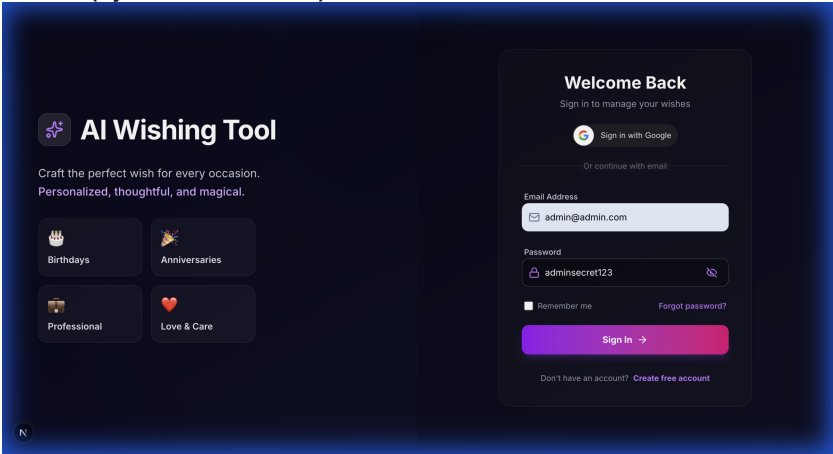 AI Wishing Tool
Craft the perfect wish for every occasion.
Personalized, thoughtful, and magical.
Birthdays
Anniversaries
Professional
Love & Care
N
Welcome Back
Sign in to manage your wishes
G Sign in with Google
Or continue with email
Email Address
admin@admin.com
Password
adminsecret123
Remember me Forgot password?
Sign In →
Don't have an account? Create free account